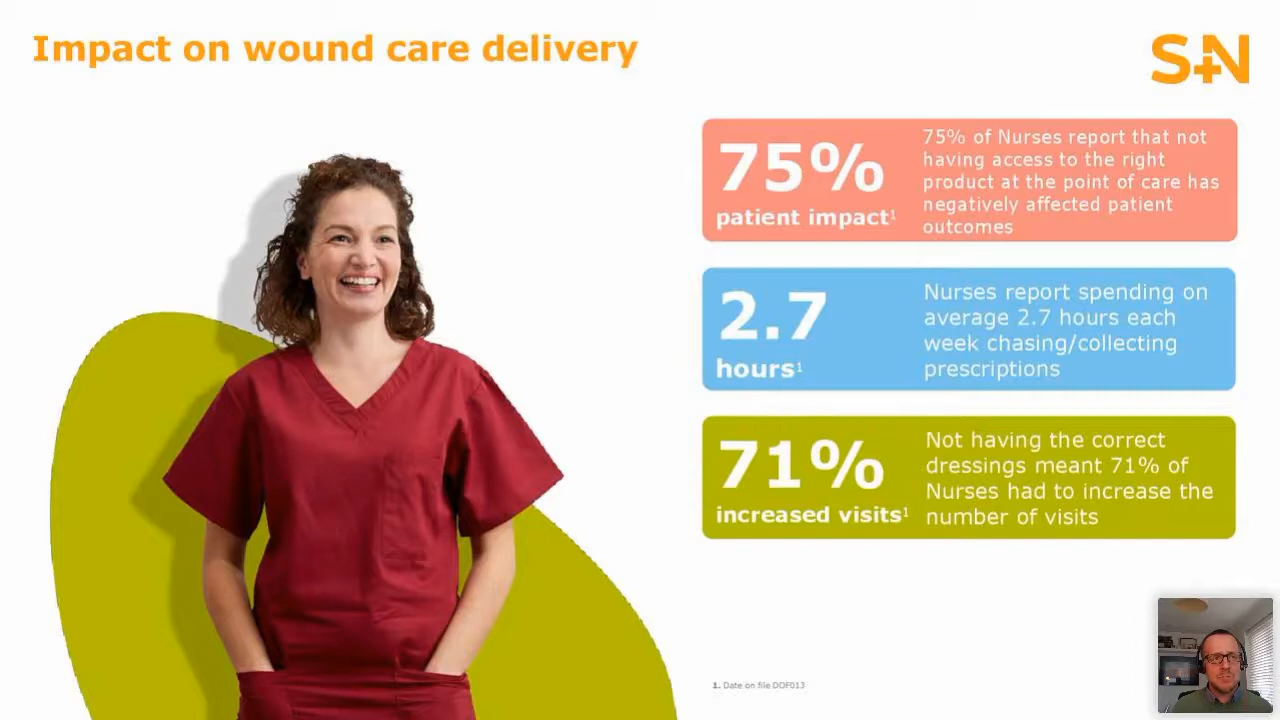 Impact on wound care delivery
S+N
75%
patient impact¹
75% of Nurses report that not
having access to the right
product at the point of care has
negatively affected patient
outcomes
2.7
hours¹
Nurses report spending on
average 2.7 hours each
week chasing/collecting
prescriptions
71%
increased visits¹
Not having the correct
dressings meant 71% of
Nurses had to increase the
number of visits
1. Date on file DOF013